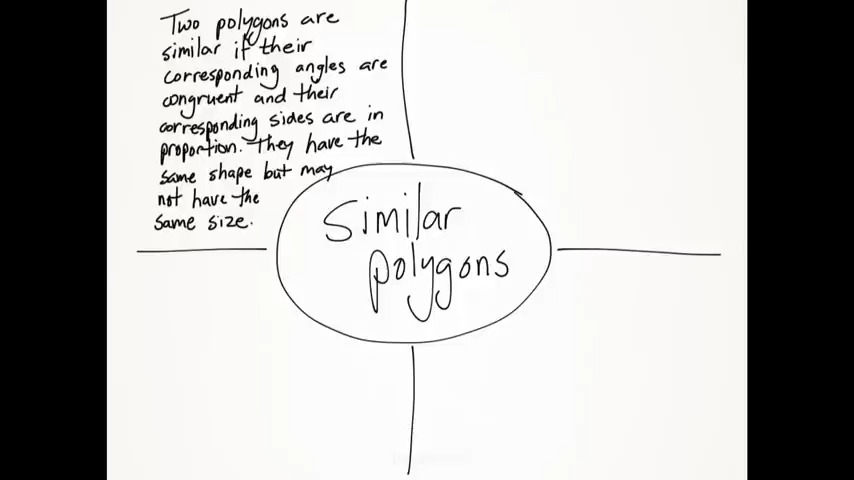 Two polygons are
similar if their
corresponding angles are
congruent and their
corresponding sides are in
proportion. They have the
same shape but may
not have the
same size.
Similar
polygons